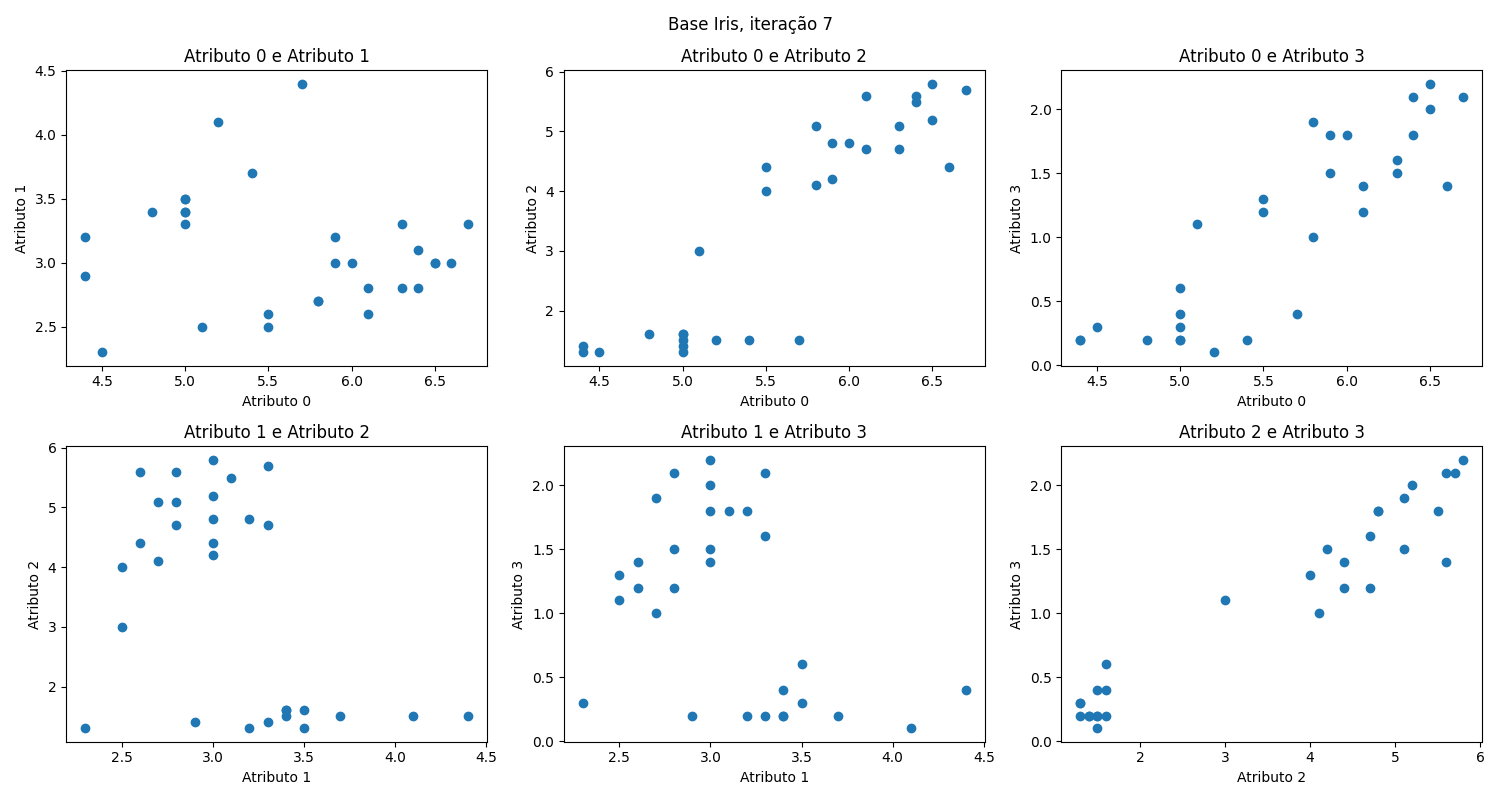 Base Iris, iteração 7
Atributo 0 e Atributo 1
4.5
4.0
3.5
3.0
2.5
Atributo 1
4.5 5.0 5.5 6.0 6.5
Atributo 0
Atributo 0 e Atributo 2
6
5
4
3
2
Atributo 2
4.5 5.0 5.5 6.0 6.5
Atributo 0
Atributo 0 e Atributo 3
2.0
1.5
1.0
0.5
0.0
Atributo 3
4.5 5.0 5.5 6.0 6.5
Atributo 0
Atributo 1 e Atributo 2
6
5
4
3
2
Atributo 2
2.5 3.0 3.5 4.0 4.5
Atributo 1
Atributo 1 e Atributo 3
2.0
1.5
1.0
0.5
0.0
Atributo 3
2.5 3.0 3.5 4.0 4.5
Atributo 1
Atributo 2 e Atributo 3
2.0
1.5
1.0
0.5
0.0
Atributo 3
2 3 4 5 6
Atributo 2